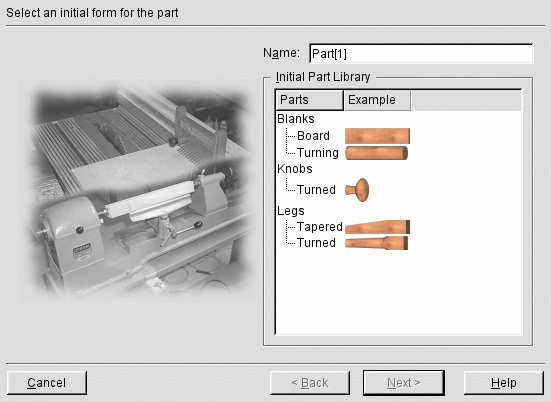 Select an initial form for the part
Name: Part[1]
Initial Part Library
Parts Example
Blanks
Board
Turning
Knobs
Turned
Legs
Tapered
Turned
Cancel < Back Next > Help